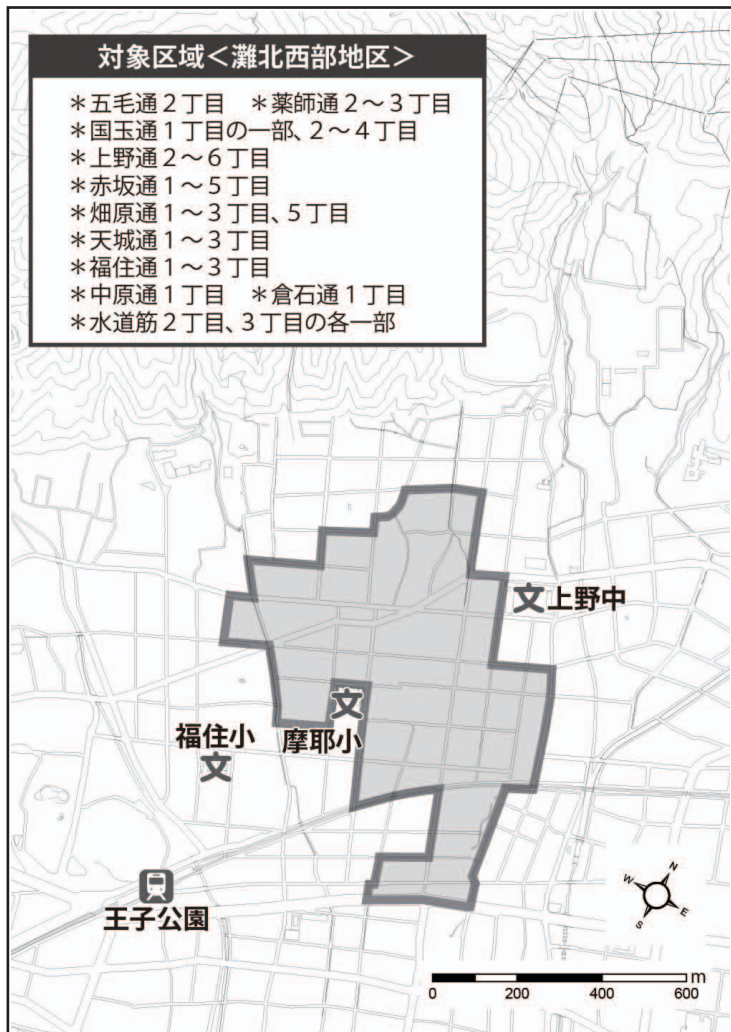 対象区域＜灘北西部地区＞
＊五毛通２丁目　＊薬師通２～３丁目
＊国玉通１丁目の一部、２～４丁目
＊上野通２～６丁目
＊赤坂通１～５丁目
＊畑原通１～３丁目、５丁目
＊天城通１～３丁目
＊福住通１～３丁目
＊中原通１丁目　＊倉石通１丁目
＊水道筋２丁目、３丁目の各一部
文上野中
文
摩耶小
福住小
文
王子公園
N
W
E
S
m
0 200 400 600